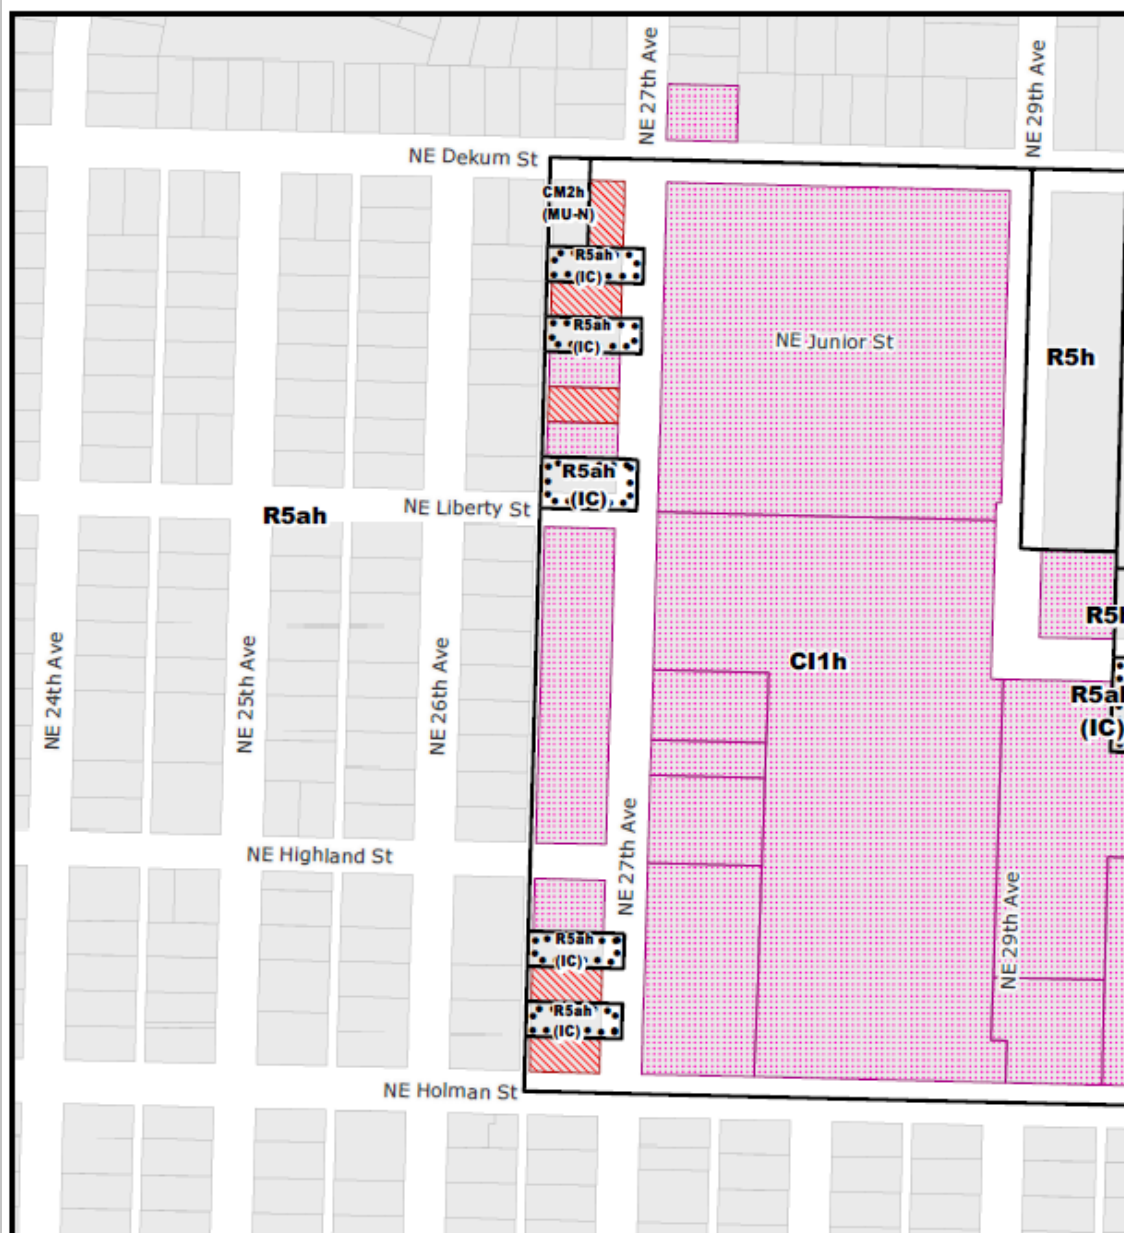 NE 27th Ave
NE 29th Ave
NE Dekum St
CM2h
(MU-N)
R5ah
(IC)
R5ah
(IC)
NE Junior St
R5h
R5ah
(IC)
NE Liberty St
R5ah
NE 24th Ave
NE 25th Ave
NE 26th Ave
CI1h
R5
R5a
(IC)
NE 27th Ave
NE Highland St
NE 29th Ave
R5ah
(IC)
R5ah
(IC)
NE Holman St